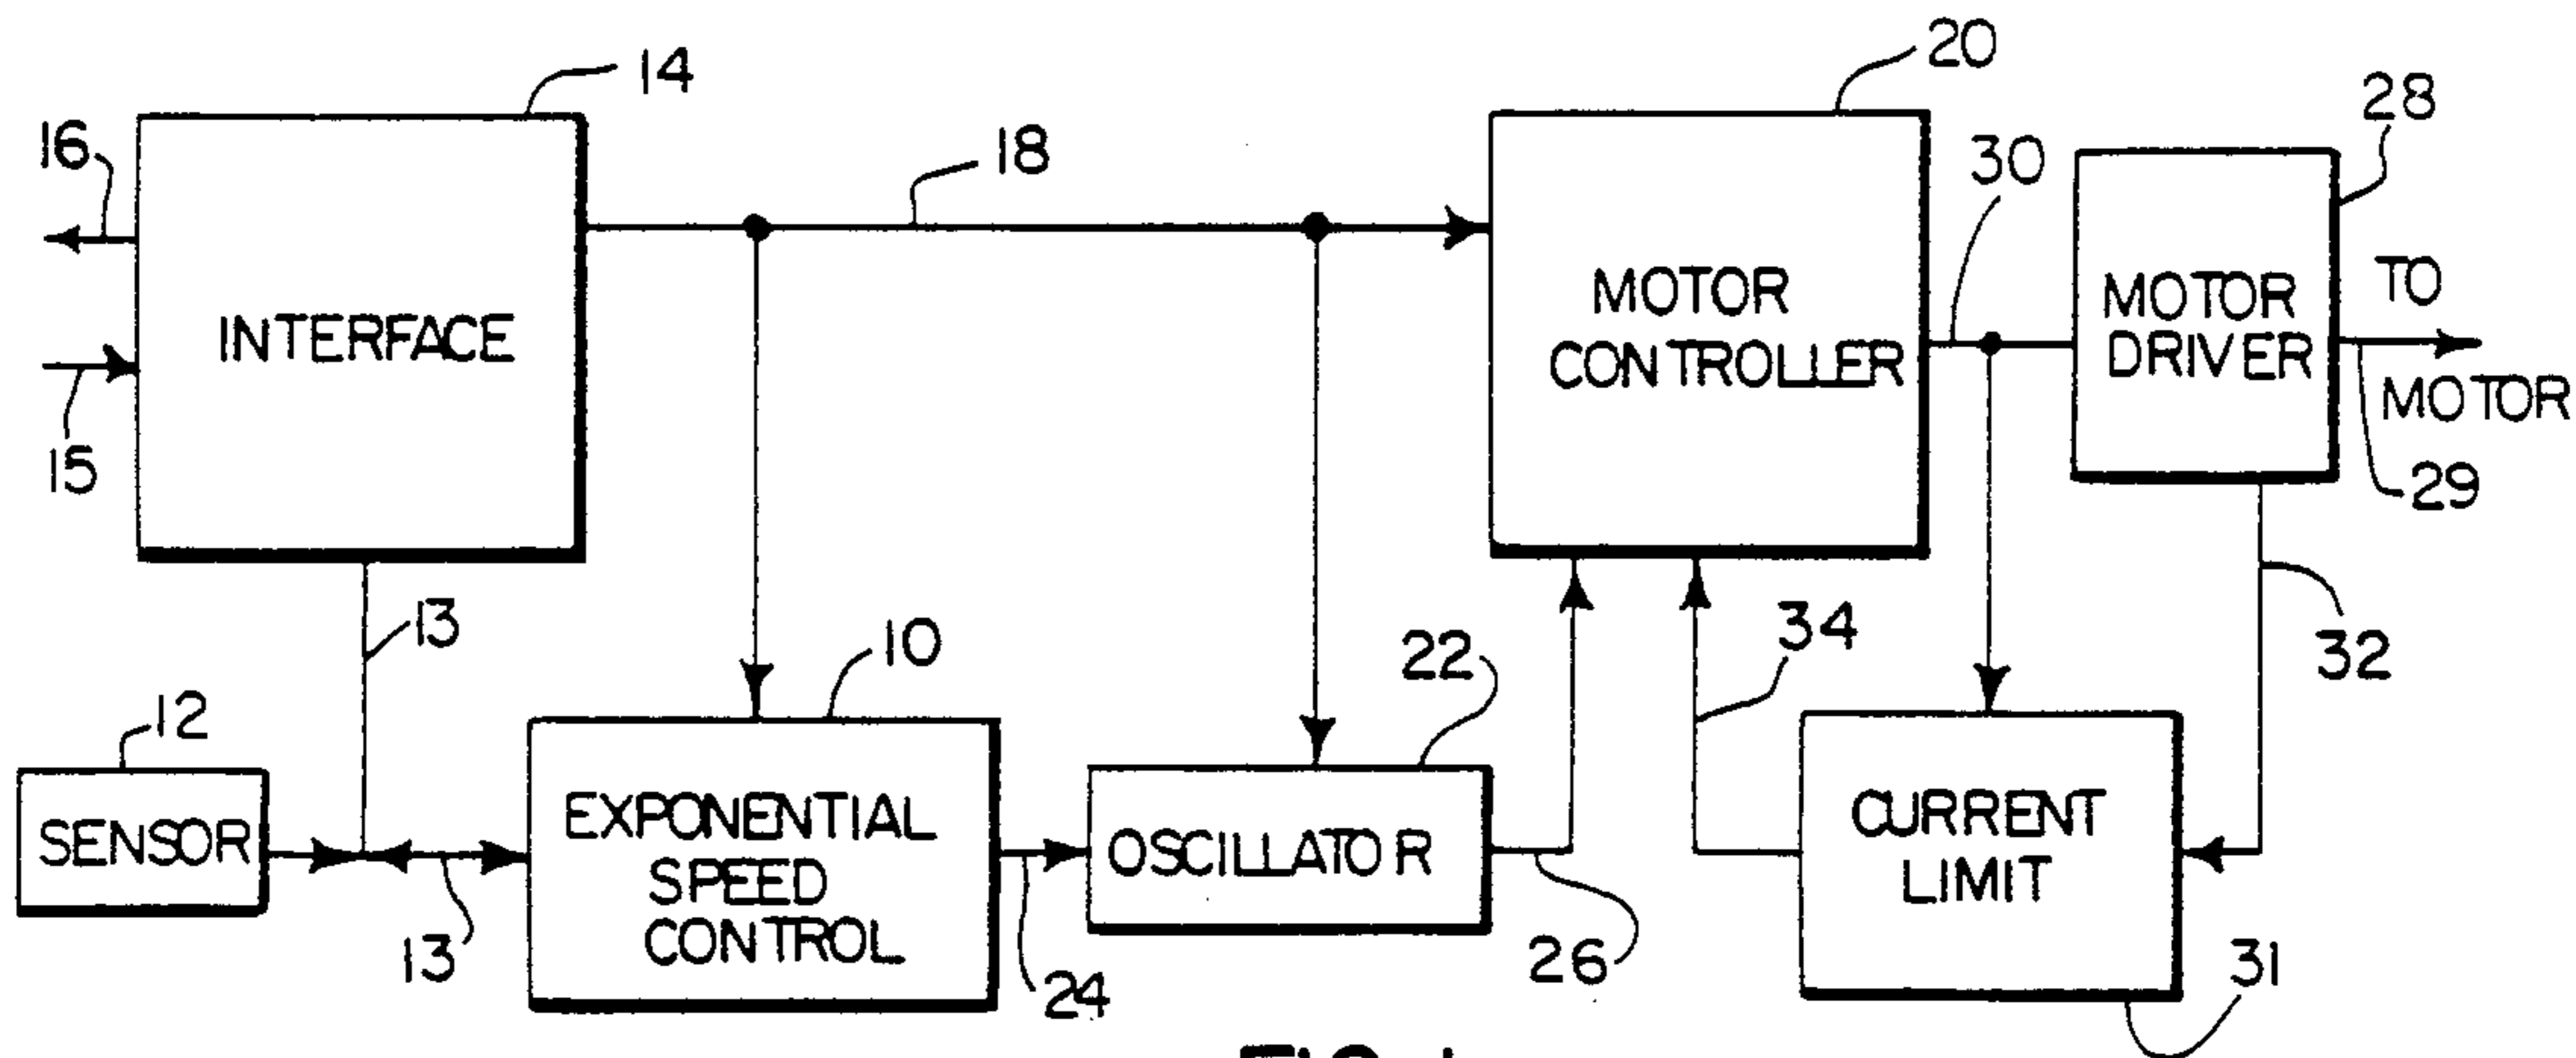 14
20
28
16
18
30
INTERFACE
MOTOR
CONTROLLER
MOTOR
DRIVER
TO
MOTOR
15
29
13
10
22
34
32
12
SENSOR
EXPONENTIAL
SPEED
CONTROL
OSCILLATOR
CURRENT
LIMIT
13
24
26
31